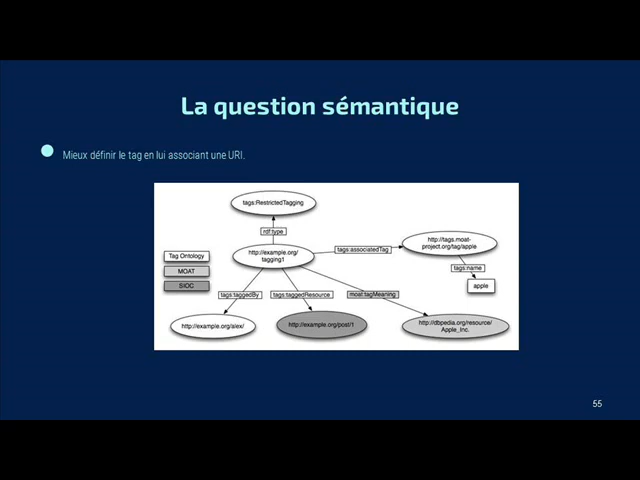 La question sémantique
Mieux définir le tag en lui associant une URI.
tags:RestrictedTagging
rdf:type
http://example.org/
tagging1
tags:associatedTag
http://tags.moat-
project.org/tag/apple
tags:name
apple
Tag Ontology
MOAT
SIOC
tags:taggedBy
tags:taggedResource
moat:tagMeaning
http://example.org/alex/
http://example.org/post/1
http://dbpedia.org/resource/
Apple_Inc.
55